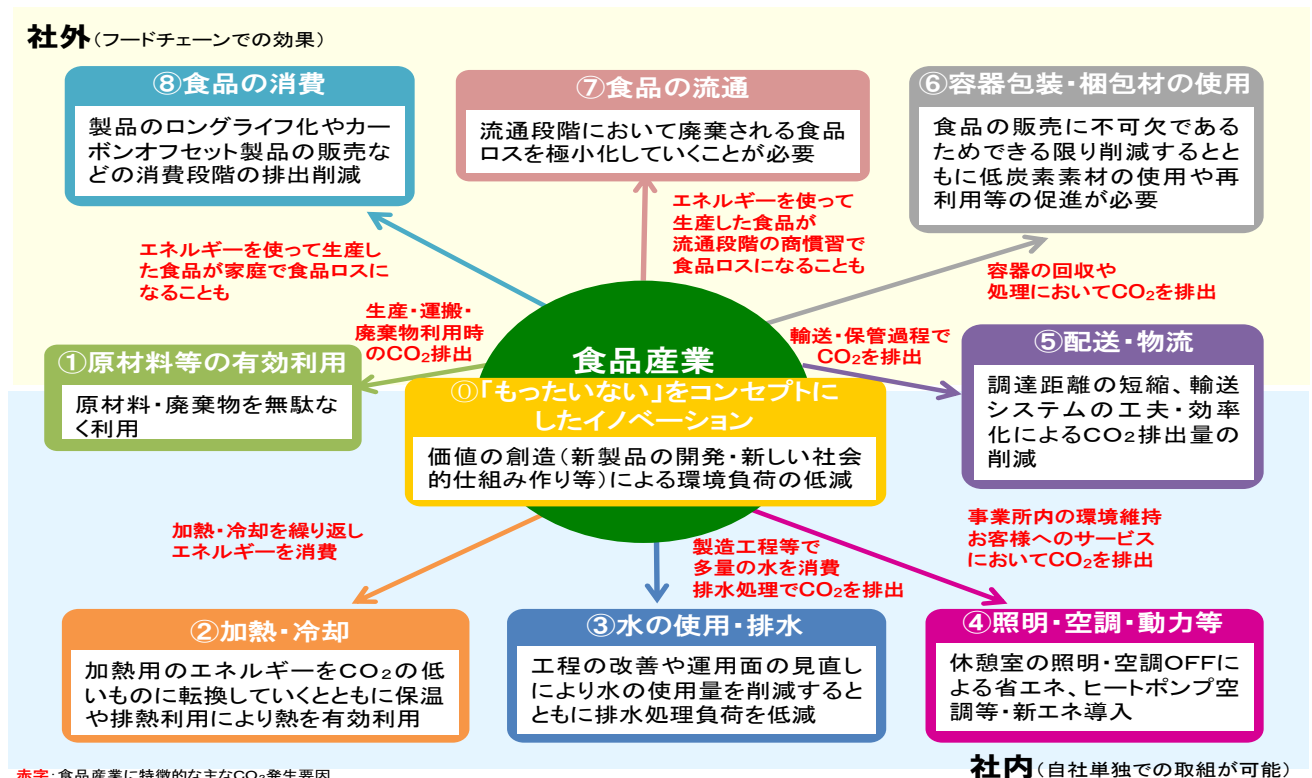 社外(フードチェーンでの効果)
⑧食品の消費
製品のロングライフ化やカー
ボンオフセット製品の販売な
どの消費段階の排出削減
⑦食品の流通
流通段階において廃棄される食品
ロスを極小化していくことが必要
⑥容器包装・梱包材の使用
食品の販売に不可欠である
ためできる限り削減するとと
もに低炭素素材の使用や再
利用等の促進が必要
エネルギーを使って生産し
た食品が家庭で食品ロスに
なることも
エネルギーを使って
生産した食品が
流通段階の商慣習で
食品ロスになることも
容器の回収や
処理においてCO₂を排出
生産・運搬・
廃棄物利用時
のCO₂排出
輸送・保管過程で
CO₂を排出
①原材料等の有効利用
原材料・廃棄物を無駄な
く利用
食品産業
⓪「もったいない」をコンセプトに
したイノベーション
価値の創造(新製品の開発・新しい社会
的仕組み作り等)による環境負荷の低減
⑤配送・物流
調達距離の短縮、輸送
システムの工夫・効率
化によるCO₂排出量の
削減
加熱・冷却を繰り返し
エネルギーを消費
製造工程等で
多量の水を消費
排水処理でCO₂を排出
事業所内の環境維持
お客様へのサービス
においてCO₂を排出
②加熱・冷却
加熱用のエネルギーをCO₂の低
いものに転換していくとともに保温
や排熱利用により熱を有効利用
③水の使用・排水
工程の改善や運用面の見直し
により水の使用量を削減すると
ともに排水処理負荷を低減
④照明・空調・動力等
休憩室の照明・空調OFFに
よる省エネ、ヒートポンプ空
調等・新エネ導入
赤字:食品産業に特徴的な主なCO₂発生要因
社内(自社単独での取組が可能)